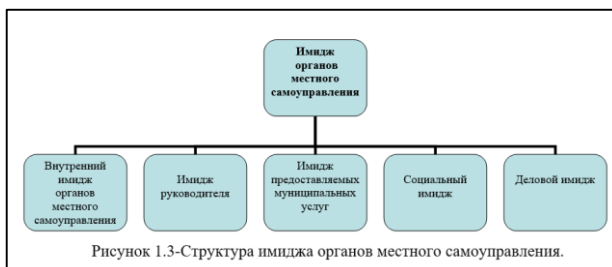 Имидж
органов
местного
самоуправления
Внутренний
имидж
органов
местного
самоуправления
Имидж
руководителя
Имидж
предоставляемых
муниципальных
услуг
Социальный
имидж
Деловой имидж
Рисунок 1.3-Структура имиджа органов местного самоуправления.